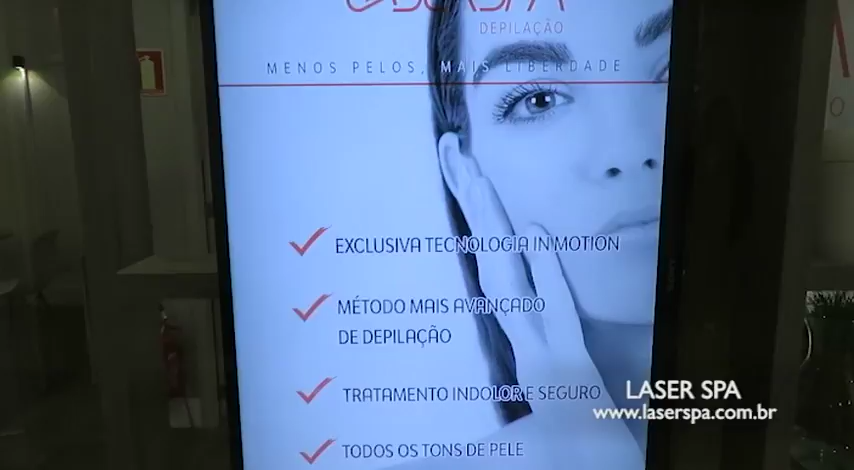 DEPILAÇÃO
MENOS PELOS, MAIS LIBERDADE
EXCLUSIVA TECNOLOGIA IN MOTION
MÉTODO MAIS AVANÇADO
DE DEPILAÇÃO
TRATAMENTO INDOLOR E SEGURO
TODOS OS TONS DE PELE
LASER SPA
www.laserspa.com.br